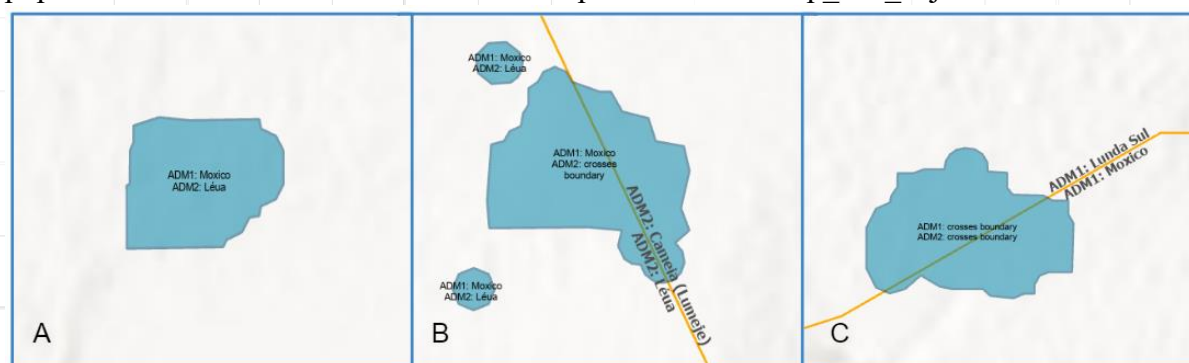 ADM1: Moxico
ADM2: Léua
A
ADM1: Moxico
ADM2: Léua
ADM1: Moxico
ADM2: crosses
boundary
ADM2: Cameia (Lumeje)
ADM2: Léua
ADM1: Moxico
ADM2: Léua
B
ADM1: Lunda Sul
ADM1: Moxico
ADM1: crosses boundary
ADM2: crosses boundary
C